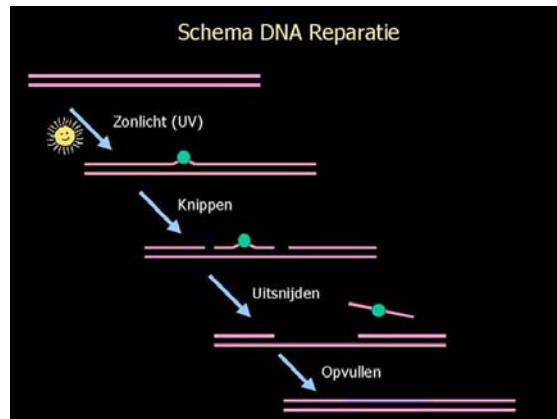 Schema DNA Reparatie
Zonlicht (UV)
Knippen
Uitsnijden
Opvullen